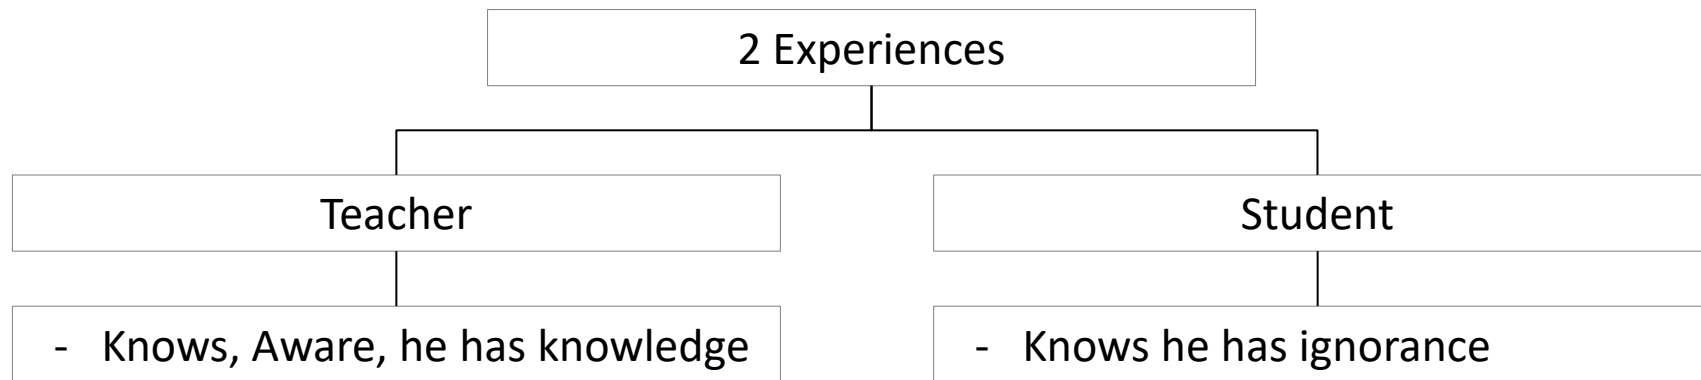 2 Experiences
Teacher
Student
- Knows, Aware, he has knowledge
- Knows he has ignorance